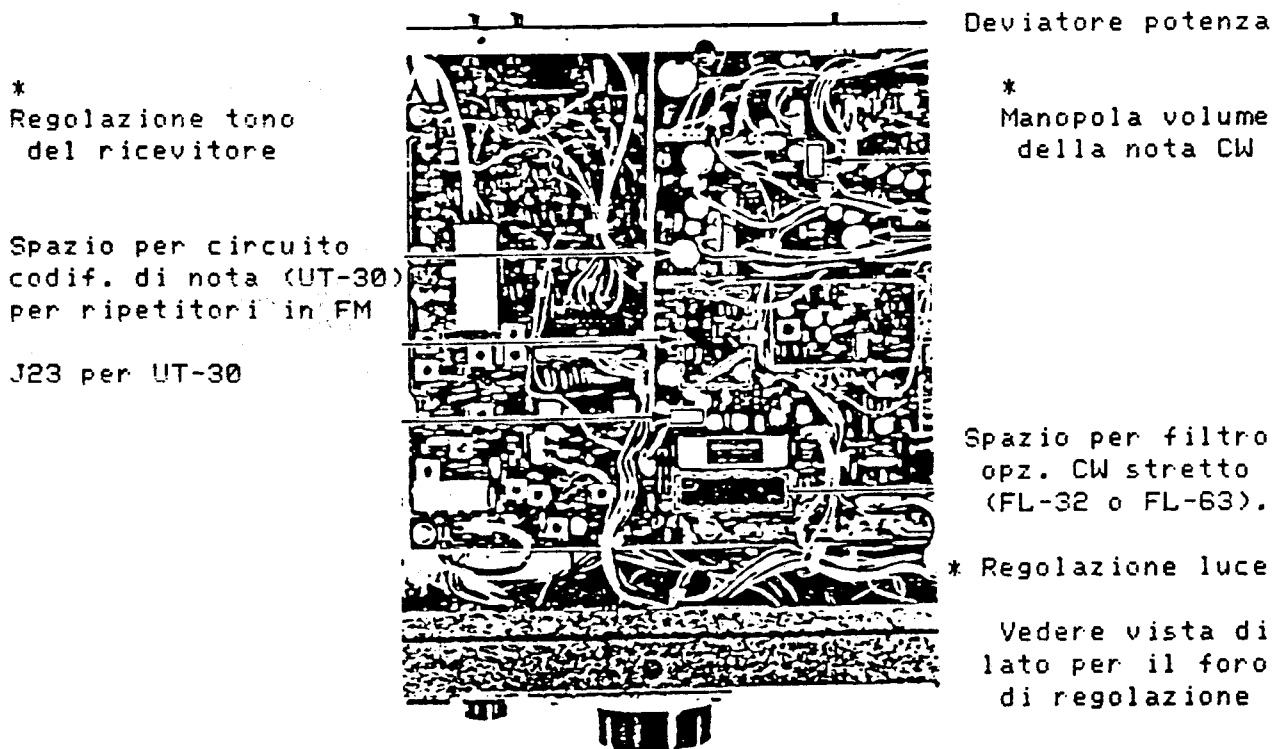 Deviatore potenza
*
Regolazione tono
del ricevitore
*
Manopola volume
della nota CW
Spazio per circuito
codif. di nota (UT-30)
per ripetitori in FM
J23 per UT-30
Spazio per filtro
opz. CW stretto
(FL-32 o FL-63).
* Regolazione luce
Vedere vista di
lato per il foro
di regolazione